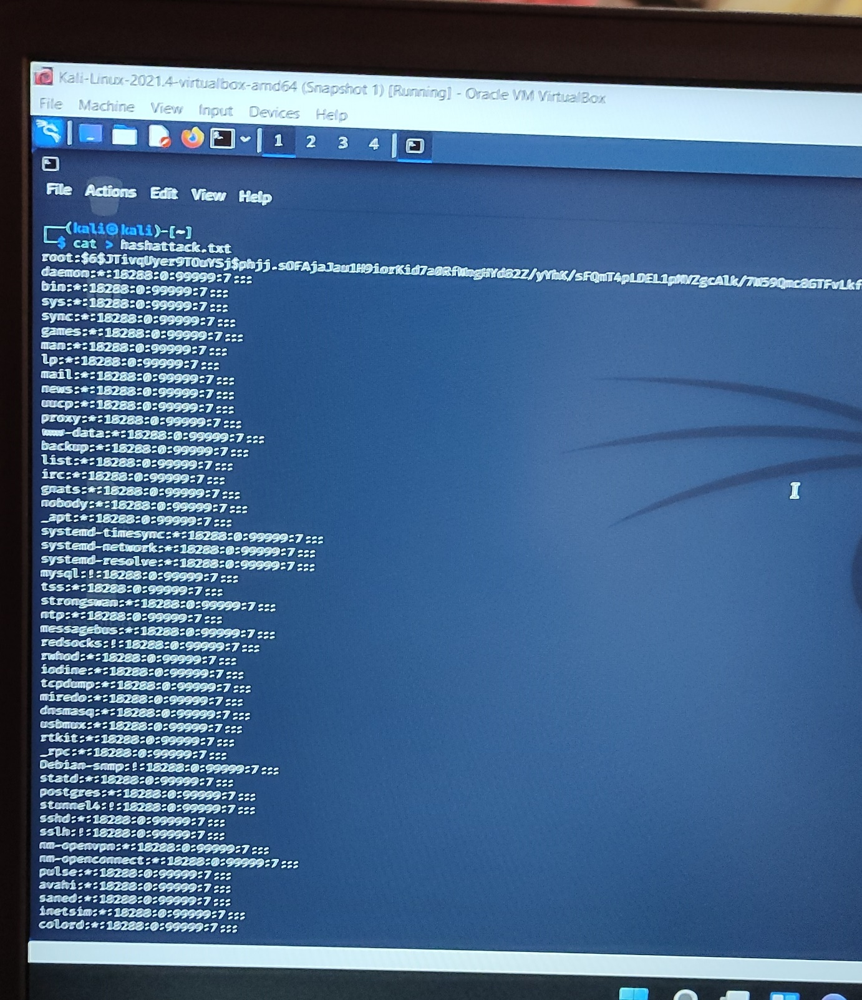 Kali-Linux-2021.4-virtualbox-amd64 (Snapshot 1) [Running] - Oracle VM VirtualBox
File Machine View Input Devices Help
1 2 3 4
File Actions Edit View Help
(kali㉿kali)-[~]
$ cat > hashattack.txt
daemon:*:18288:0:99999:7:::
bin:*:18288:0:99999:7:::
sys:*:18288:0:99999:7:::
sync:*:18288:0:99999:7:::
games:*:18288:0:99999:7:::
man:*:18288:0:99999:7:::
lp:*:18288:0:99999:7:::
mail:*:18288:0:99999:7:::
news:*:18288:0:99999:7:::
uucp:*:18288:0:99999:7:::
proxy:*:18288:0:99999:7:::
www-data:*:18288:0:99999:7:::
backup:*:18288:0:99999:7:::
list:*:18288:0:99999:7:::
irc:*:18288:0:99999:7:::
gnats:*:18288:0:99999:7:::
nobody:*:18288:0:99999:7:::
_apt:*:18288:0:99999:7:::
systemd-timesync:*:18288:0:99999:7:::
systemd-network:*:18288:0:99999:7:::
systemd-resolve:*:18288:0:99999:7:::
mysql:!:18288:0:99999:7:::
tss:*:18288:0:99999:7:::
strongswan:*:18288:0:99999:7:::
ntp:*:18288:0:99999:7:::
messagebus:*:18288:0:99999:7:::
redsocks:!:18288:0:99999:7:::
rwhod:*:18288:0:99999:7:::
iodine:*:18288:0:99999:7:::
tcpdump:*:18288:0:99999:7:::
miredo:*:18288:0:99999:7:::
dnsmasq:*:18288:0:99999:7:::
usbmux:*:18288:0:99999:7:::
rtkit:*:18288:0:99999:7:::
_rpc:*:18288:0:99999:7:::
Debian-snmp:!:18288:0:99999:7:::
statd:*:18288:0:99999:7:::
postgres:*:18288:0:99999:7:::
stunnel4:!:18288:0:99999:7:::
sshd:*:18288:0:99999:7:::
sslh:!:18288:0:99999:7:::
nm-openvpn:*:18288:0:99999:7:::
nm-openconnect:*:18288:0:99999:7:::
pulse:*:18288:0:99999:7:::
avahi:*:18288:0:99999:7:::
saned:*:18288:0:99999:7:::
inetsim:*:18288:0:99999:7:::
colord:*:18288:0:99999:7:::